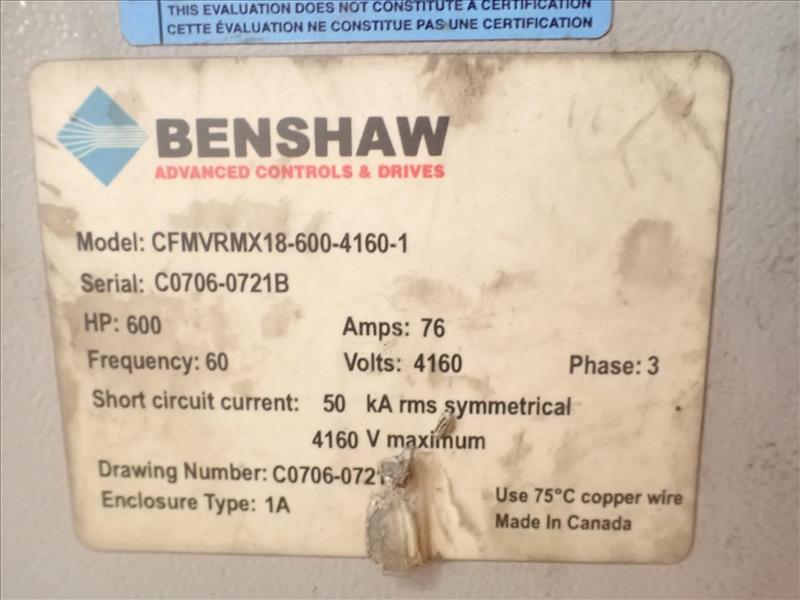 THIS EVALUATION DOES NOT CONSTITUTE A CERTIFICATION
CETTE ÉVALUATION NE CONSTITUE PAS UNE CERTIFICATION
BENSHAW
ADVANCED CONTROLS & DRIVES
Model: CFMVRMX18-600-4160-1
Serial: C0706-0721B
HP: 600 Amps: 76
Frequency: 60 Volts: 4160 Phase: 3
Short circuit current: 50 kA rms symmetrical
4160 V maximum
Drawing Number: C0706-0721
Enclosure Type: 1A
Use 75°C copper wire
Made In Canada